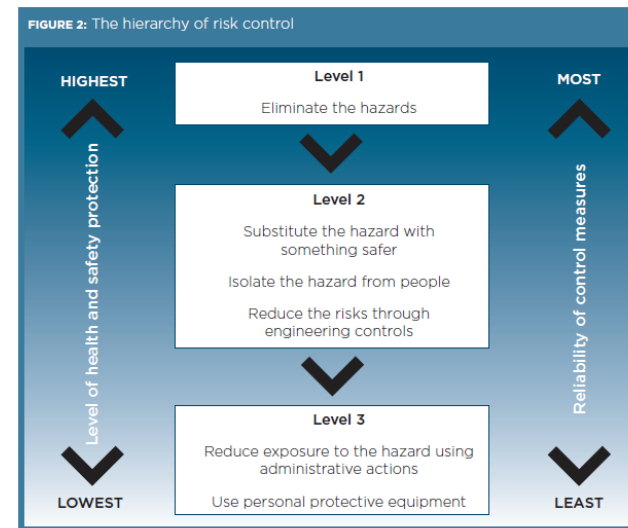 FIGURE 2: The hierarchy of risk control
HIGHEST
Level of health and safety protection
LOWEST
Level 1
Eliminate the hazards
Level 2
Substitute the hazard with
something safer
Isolate the hazard from people
Reduce the risks through
engineering controls
Level 3
Reduce exposure to the hazard using
administrative actions
Use personal protective equipment
MOST
Reliability of control measures
LEAST